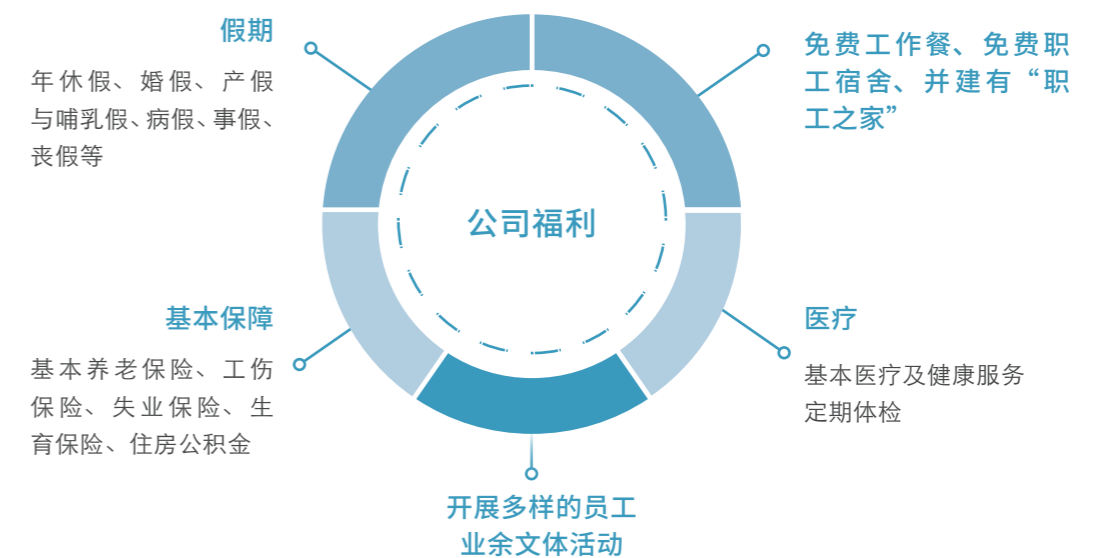 假期
年休假、婚假、产假
与哺乳假、病假、事假、
丧假等
免费工作餐、免费职
工宿舍、并建有“职
工之家”
公司福利
基本保障
基本养老保险、工伤
保险、失业保险、生
育保险、住房公积金
医疗
基本医疗及健康服务
定期体检
开展多样的员工
业余文体活动